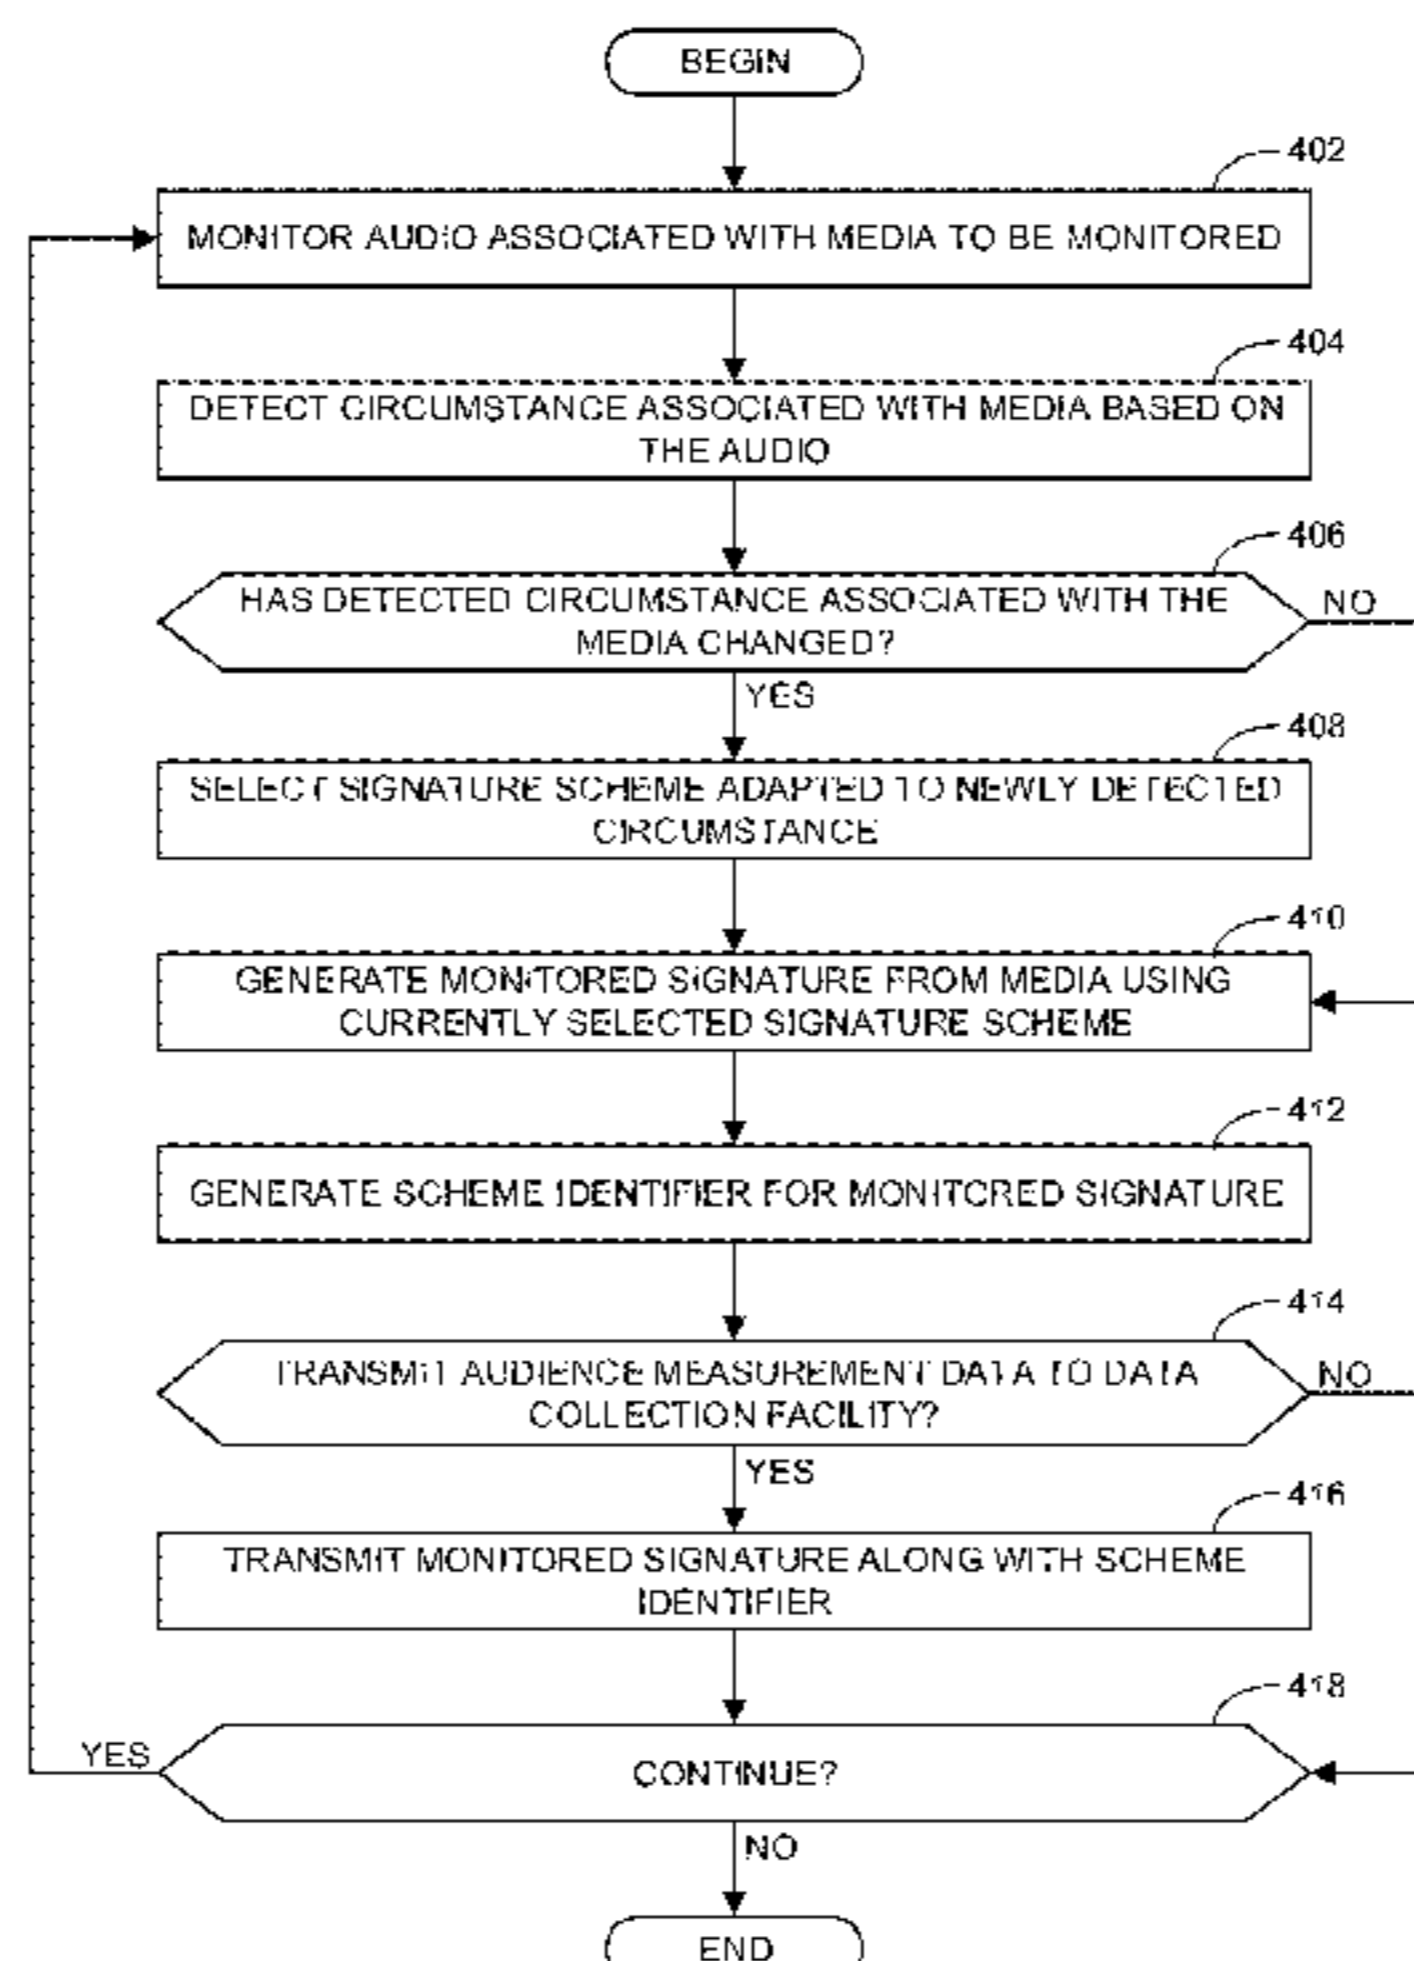 BEGIN
402
MONITOR AUDIO ASSOCIATED WITH MEDIA TO BE MONITORED
404
DETECT CIRCUMSTANCE ASSOCIATED WITH MEDIA BASED ON
THE AUDIO
406
HAS DETECTED CIRCUMSTANCE ASSOCIATED WITH THE
MEDIA CHANGED?
NO
YES
408
SELECT SIGNATURE SCHEME ADAPTED TO NEWLY DETECTED
CIRCUMSTANCE
410
GENERATE MONITORED SIGNATURE FROM MEDIA USING
CURRENTLY SELECTED SIGNATURE SCHEME
412
GENERATE SCHEME IDENTIFIER FOR MONITORED SIGNATURE
414
TRANSMIT AUDIENCE MEASUREMENT DATA TO DATA
COLLECTION FACILITY?
NO
YES
416
TRANSMIT MONITORED SIGNATURE ALONG WITH SCHEME
IDENTIFIER
418
YES
CONTINUE?
NO
END